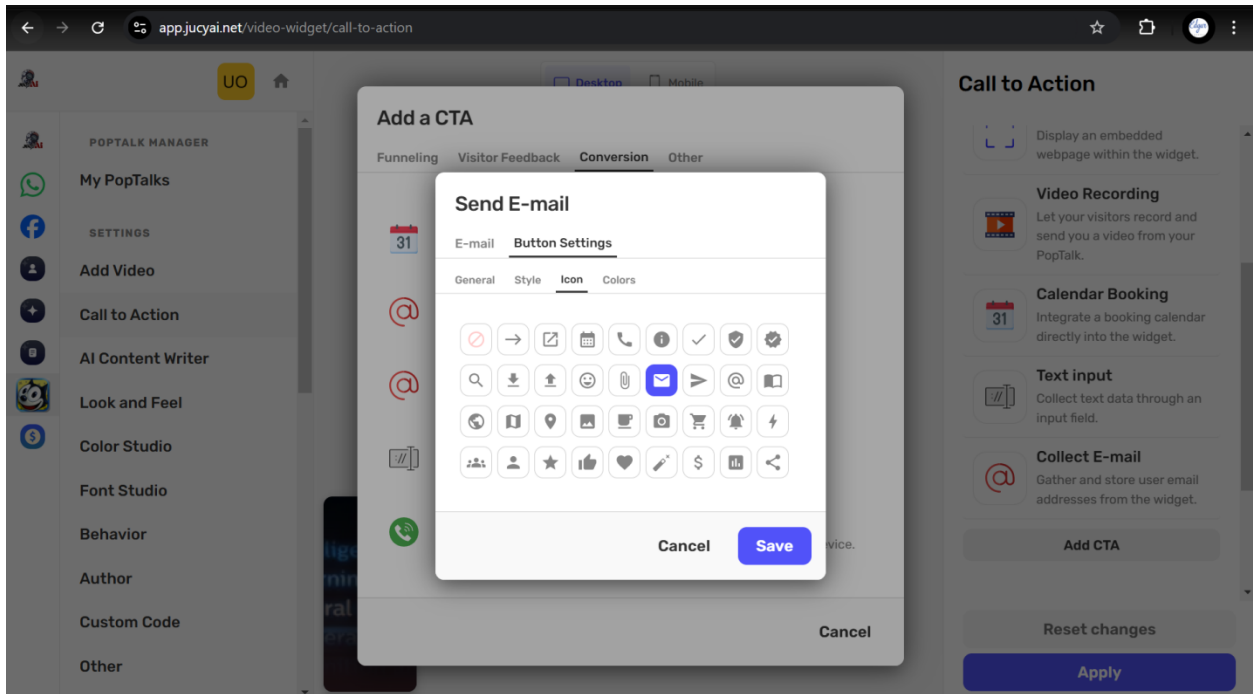 app.jucyai.net/video-widget/call-to-action
UO
POPTALK MANAGER
My PopTalks
SETTINGS
Add Video
Call to Action
AI Content Writer
Look and Feel
Color Studio
Font Studio
Behavior
Author
Custom Code
Other
Desktop
Mobile
Add a CTA
Funneling
Visitor Feedback
Conversion
Other
31
Send E-mail
E-mail
Button Settings
General
Style
Icon
Colors
Cancel
Save
Cancel
Call to Action
Display an embedded
webpage within the widget.
Video Recording
Let your visitors record and
send you a video from your
PopTalk.
31
Calendar Booking
Integrate a booking calendar
directly into the widget.
Text input
Collect text data through an
input field.
Collect E-mail
Gather and store user email
addresses from the widget.
Add CTA
Reset changes
Apply